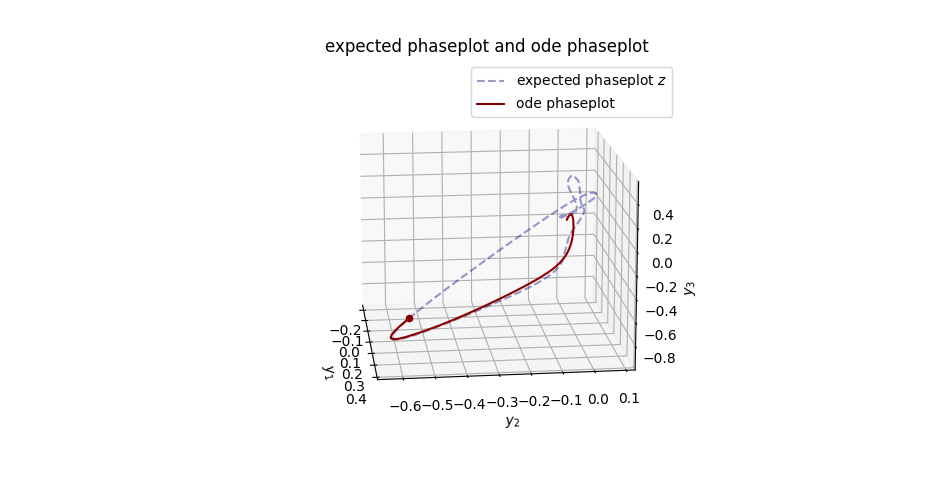 expected phaseplot and ode phaseplot
expected phaseplot z
ode phaseplot
0.4
0.2
0.0
−0.2
−0.4
−0.6
−0.8
y₃
−0.2
−0.1
0.0
0.1
0.2
0.3
0.4
y₁
−0.6 −0.5 −0.4 −0.3 −0.2 −0.1 0.0 0.1
y₂